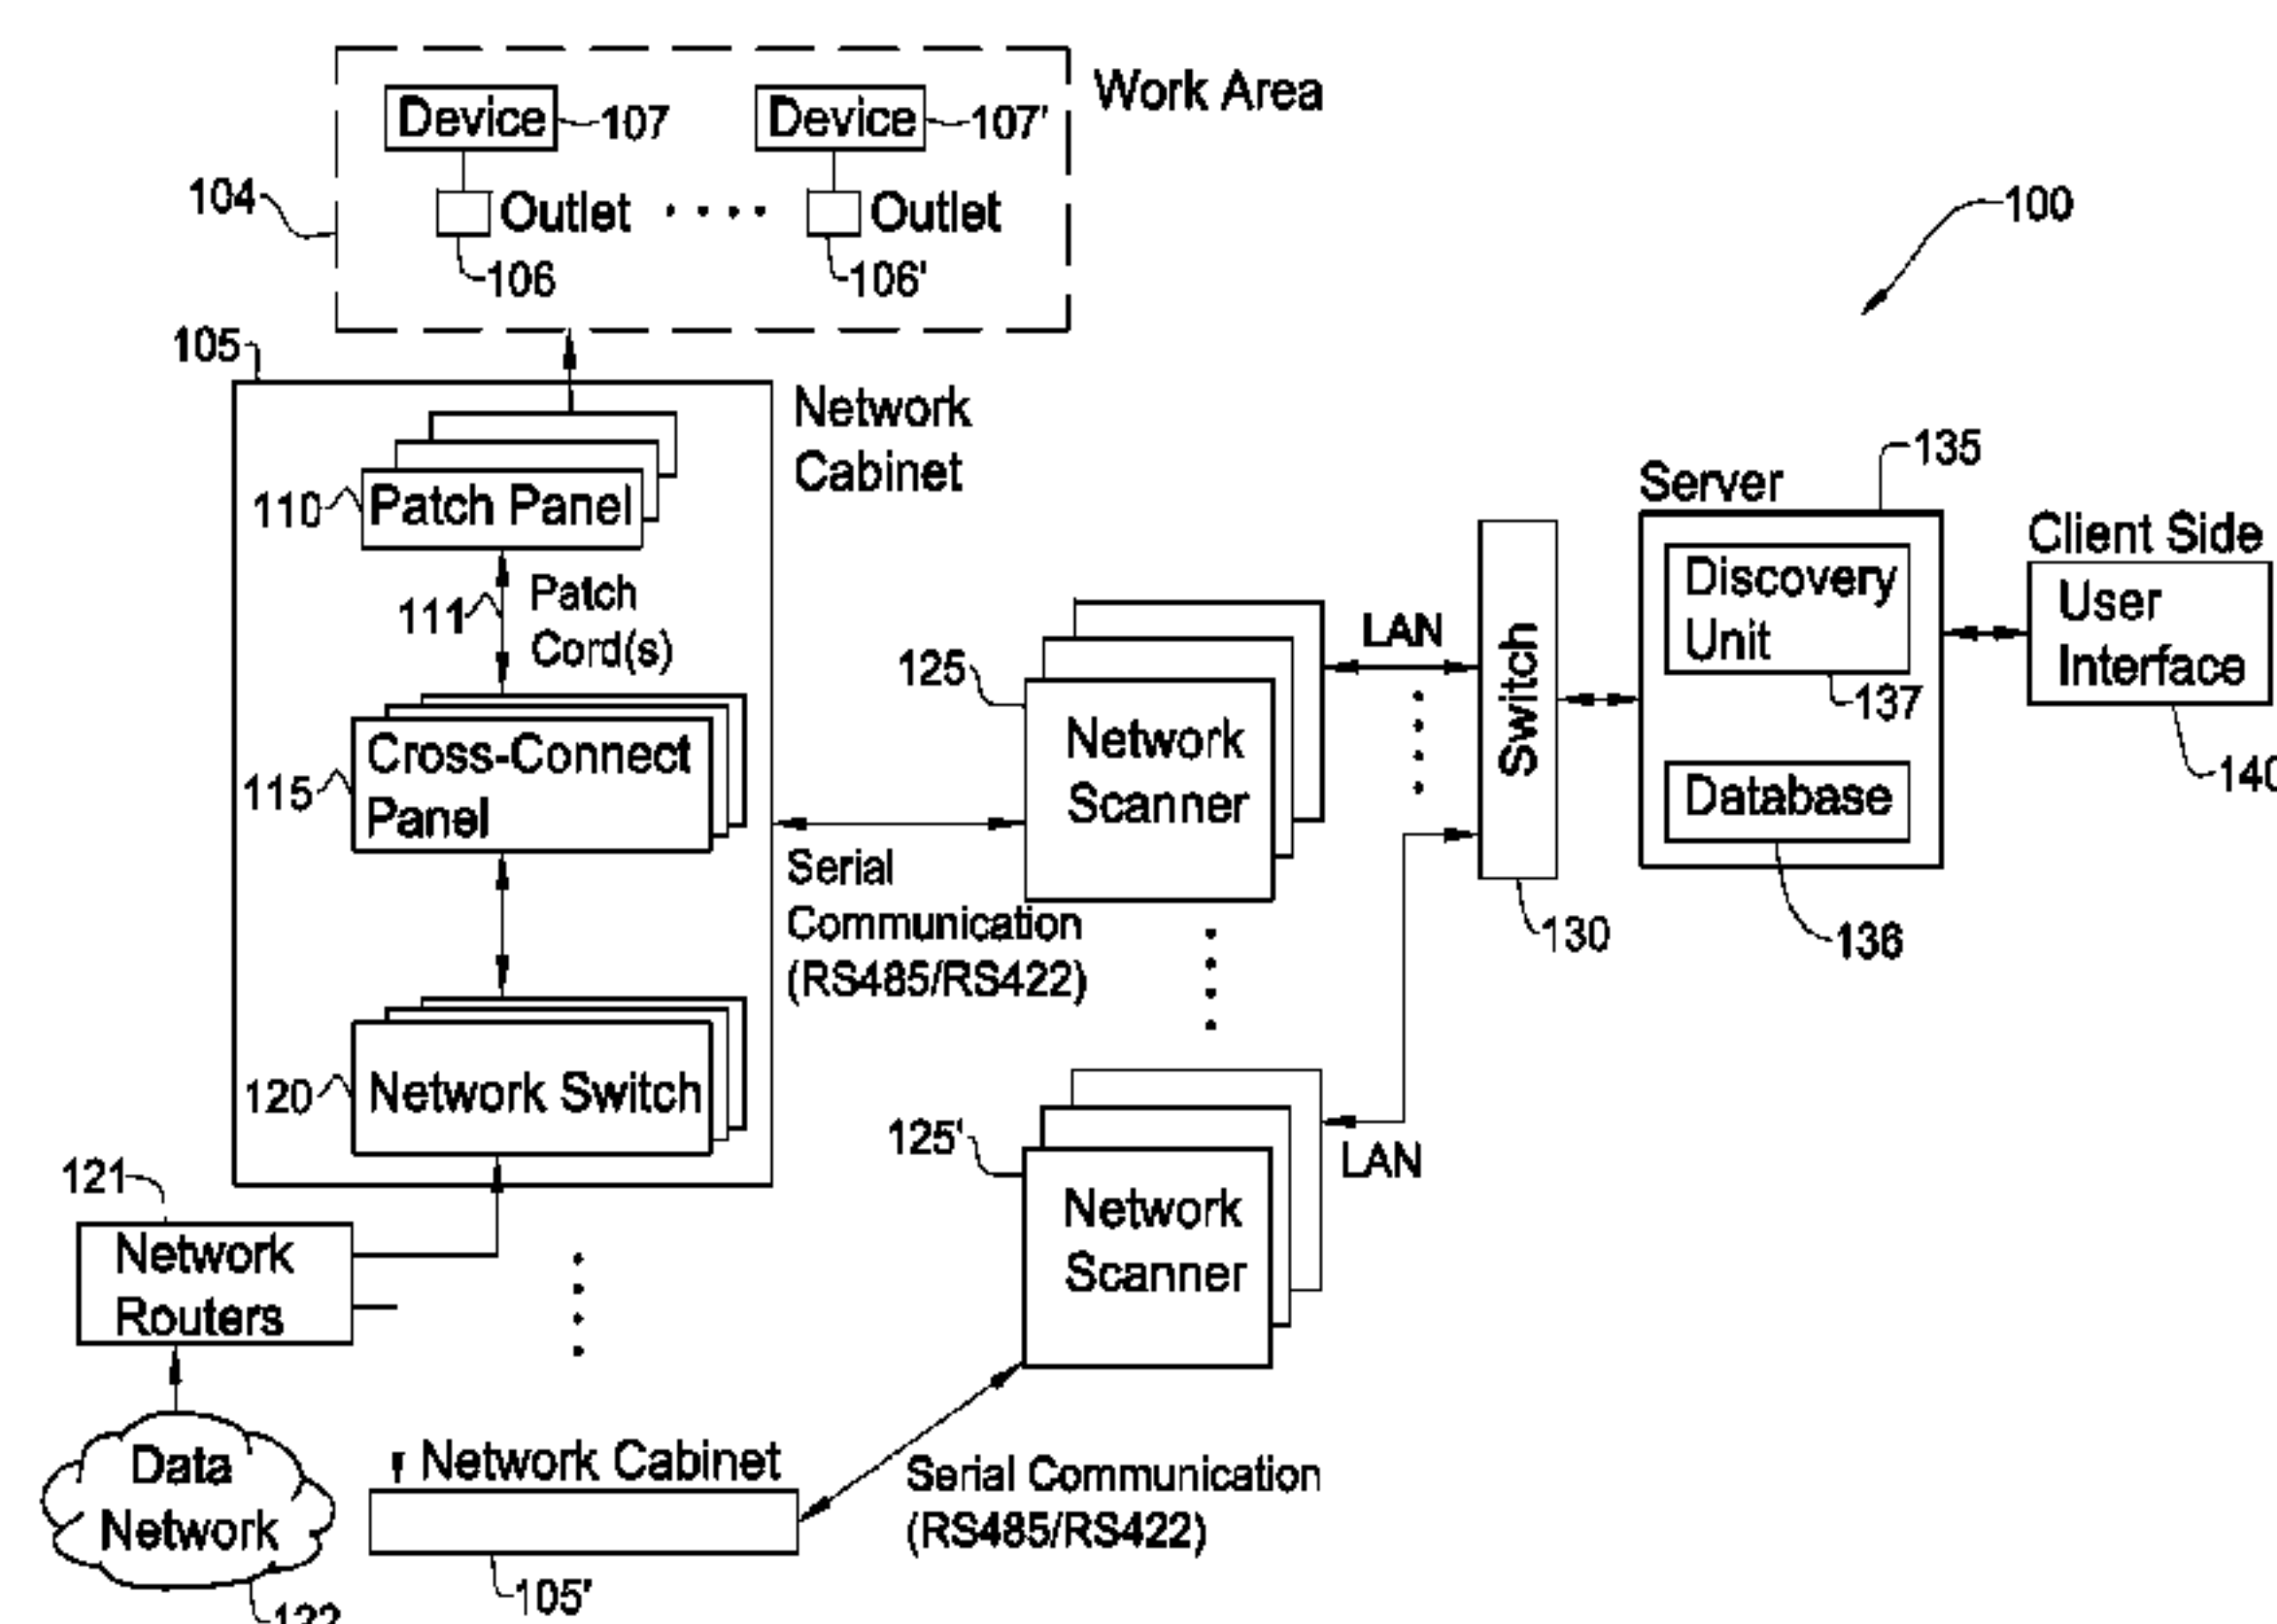 Work Area
Device
107
Device
107'
104
Outlet
Outlet
106
106'
100
105
Network
Cabinet
110
Patch Panel
111
Patch
Cord(s)
115
Cross-Connect
Panel
120
Network Switch
Serial
Communication
(RS485/RS422)
125
Network
Scanner
LAN
Switch
130
Server
135
Discovery
Unit
137
Database
136
Client Side
User
Interface
140
125'
Network
Scanner
LAN
121
Network
Routers
Data
Network
122
Network Cabinet
105'
Serial Communication
(RS485/RS422)